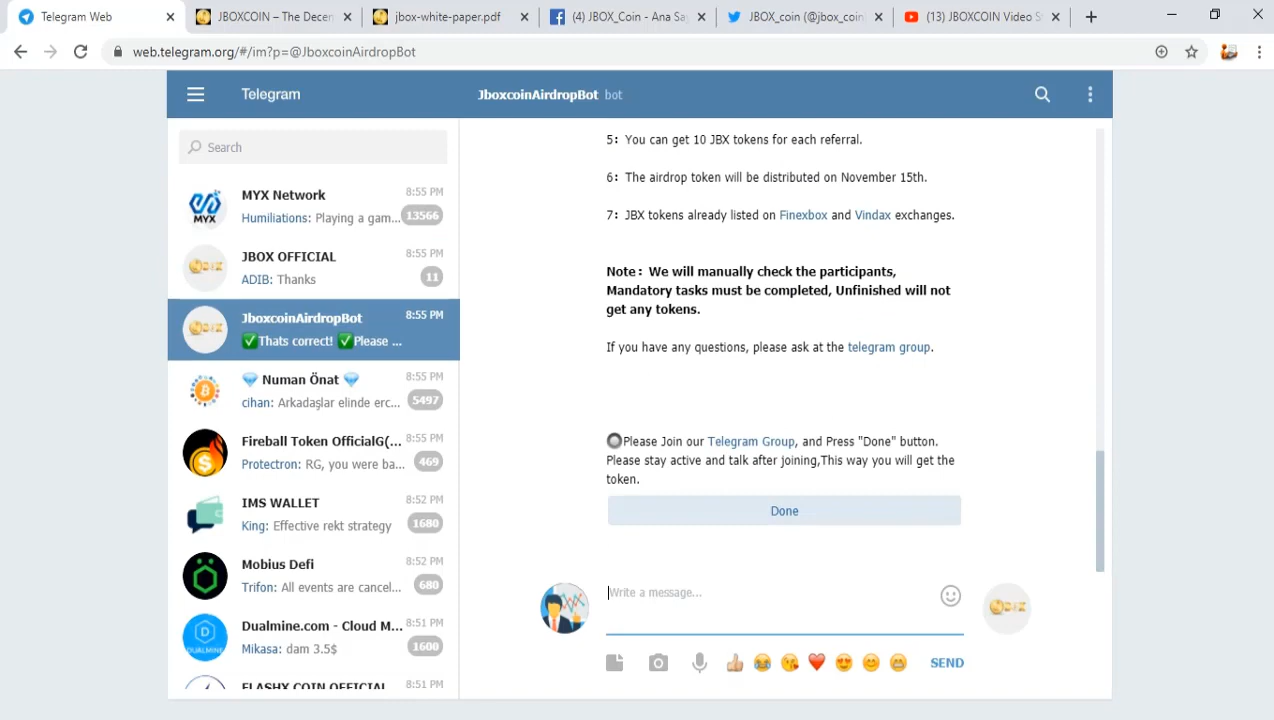 Telegram Web
JBOXCOIN – The Decen
jbox-white-paper.pdf
(4) JBOX_Coin - Ana Say
JBOX_coin (@jbox_coin
(13) JBOXCOIN Video S
web.telegram.org/#/im?p=@JboxcoinAirdropBot
Telegram
JboxcoinAirdropBot bot
Search
MYX Network 8:55 PM
Humiliations: Playing a gam... 13566
JBOX OFFICIAL 8:55 PM
ADIB: Thanks 11
JboxcoinAirdropBot 8:55 PM
✅Thats correct! ✅Please ...
💎 Numan Önat 💎 8:55 PM
cihan: Arkadaşlar elinde erc... 5497
Fireball Token OfficialG(... 8:55 PM
Protectron: RG, you were ba... 469
IMS WALLET 8:52 PM
King: Effective rekt strategy 1680
Mobius Defi 8:52 PM
Trifon: All events are cancel... 680
Dualmine.com - Cloud M... 8:51 PM
Mikasa: dam 3.5$ 1600
FLASHX COIN OFFICIAL 8:51 PM
5: You can get 10 JBX tokens for each referral.
6: The airdrop token will be distributed on November 15th.
7: JBX tokens already listed on Finexbox and Vindax exchanges.
Note: We will manually check the participants,
Mandatory tasks must be completed, Unfinished will not
get any tokens.
If you have any questions, please ask at the telegram group.
🔘Please Join our Telegram Group, and Press "Done" button.
Please stay active and talk after joining,This way you will get the
token.
Done
Write a message...
SEND